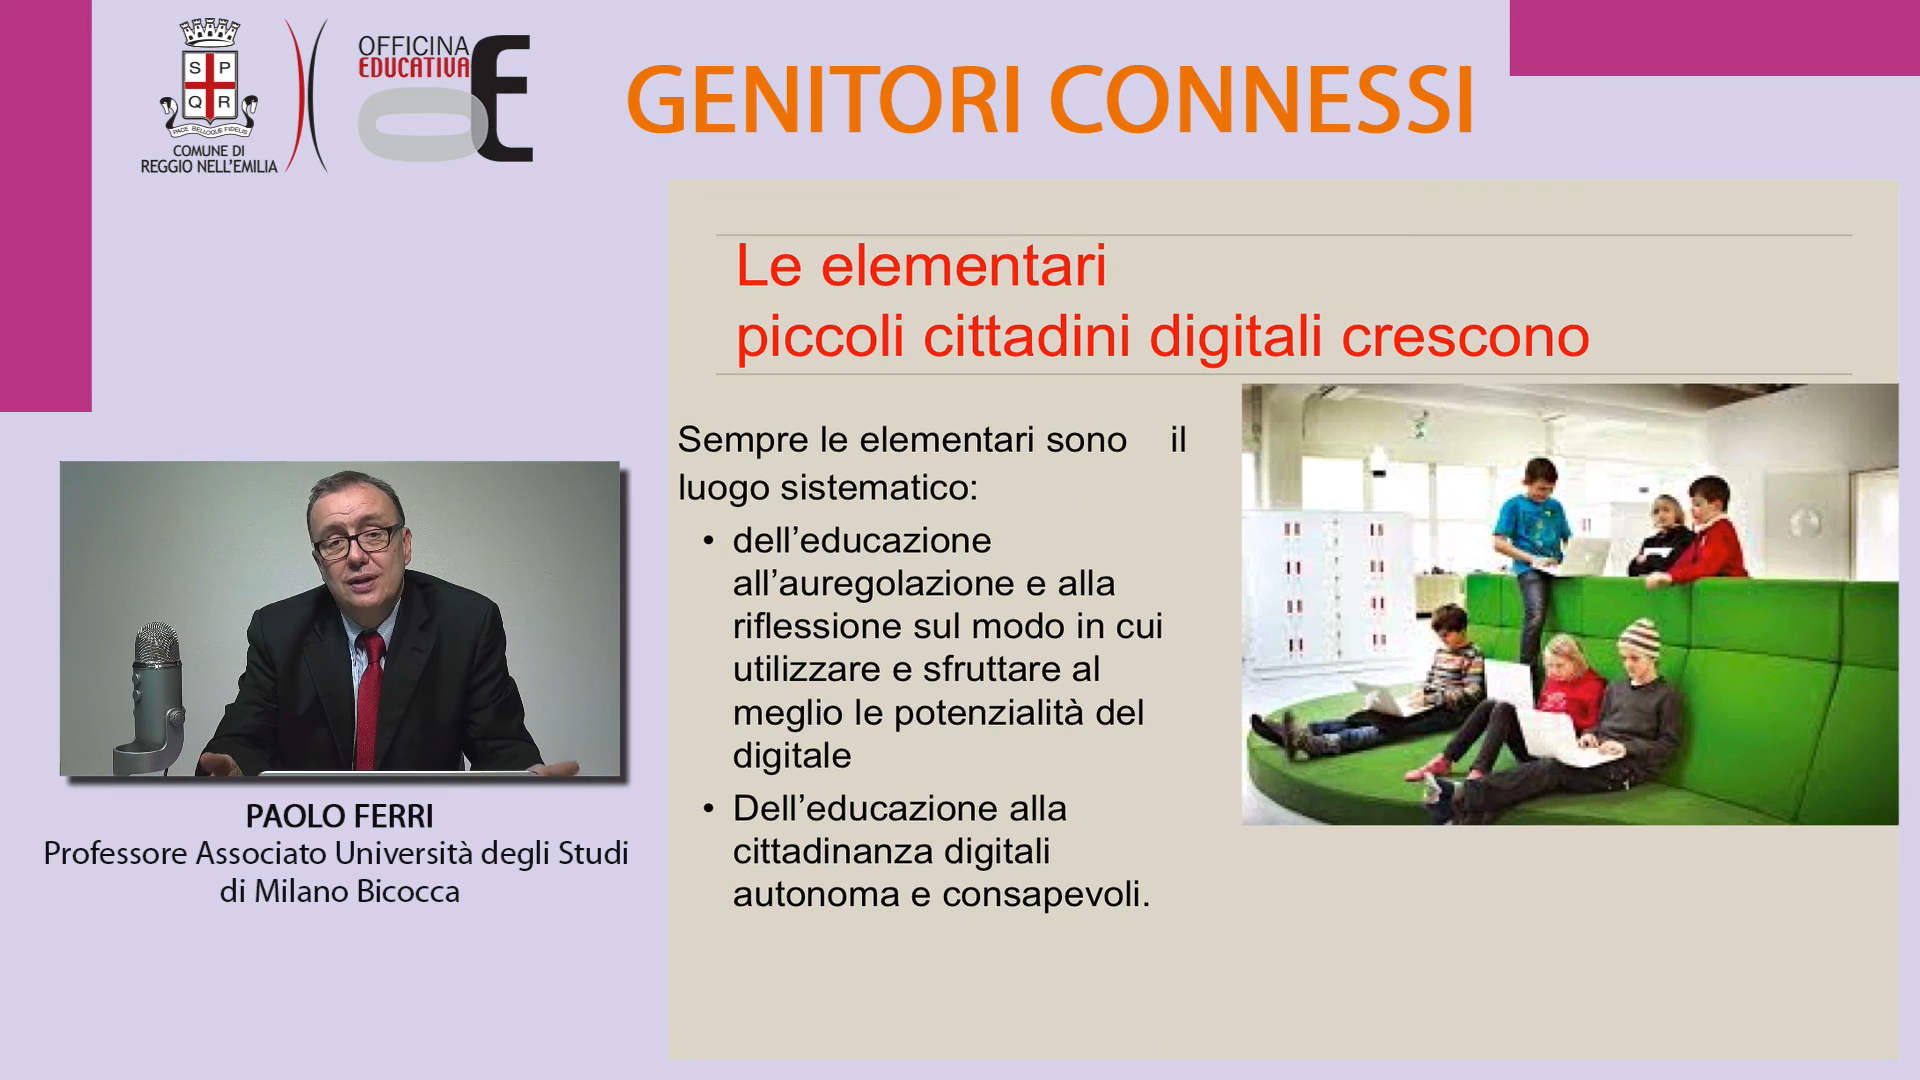 S P
Q R
PACE BELLOQUE FIDELIS
COMUNE DI
REGGIO NELL'EMILIA
OFFICINA
EDUCATIVA
OE
GENITORI CONNESSI
Le elementari
piccoli cittadini digitali crescono
Sempre le elementari sono il
luogo sistematico:
• dell’educazione
all’auregolazione e alla
riflessione sul modo in cui
utilizzare e sfruttare al
meglio le potenzialità del
digitale
• Dell’educazione alla
cittadinanza digitali
autonoma e consapevoli.
PAOLO FERRI
Professore Associato Università degli Studi
di Milano Bicocca